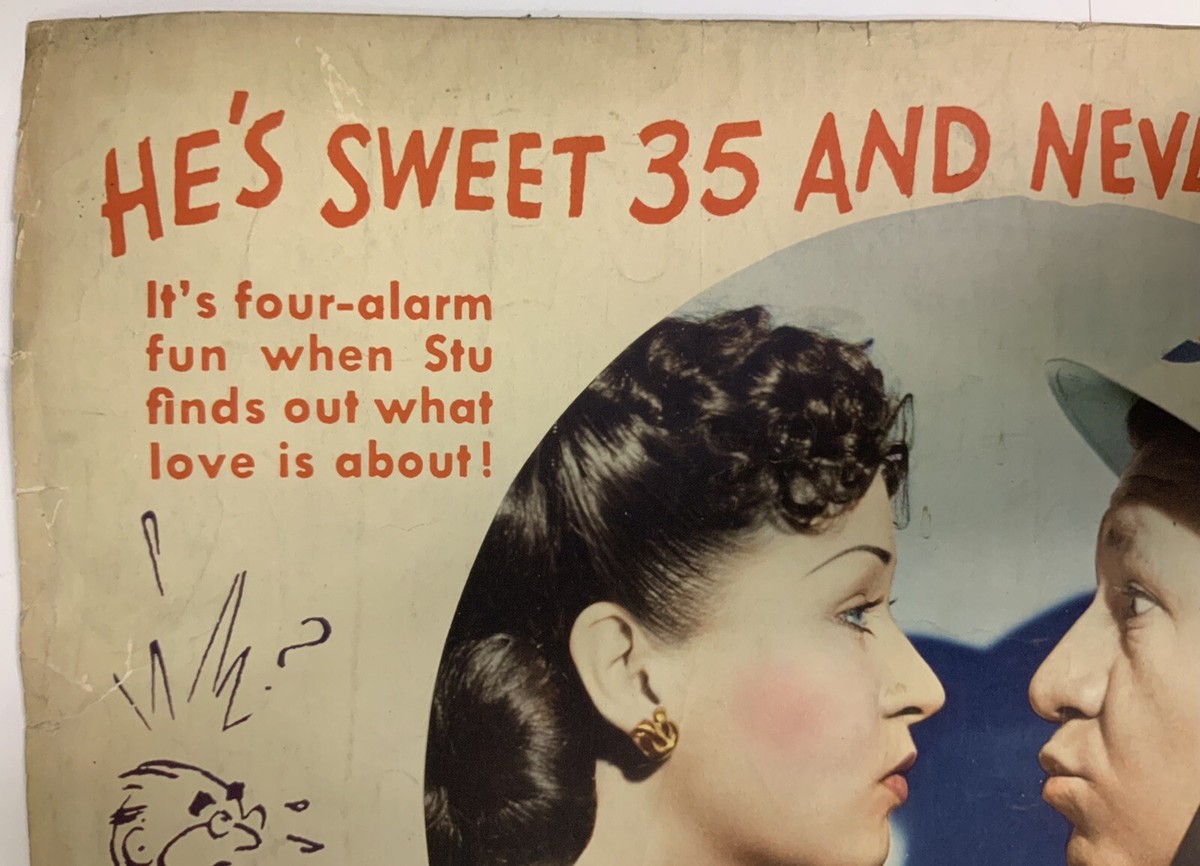 HE'S SWEET 35 AND NEVE
It's four-alarm
fun when Stu
finds out what
love is about!
?